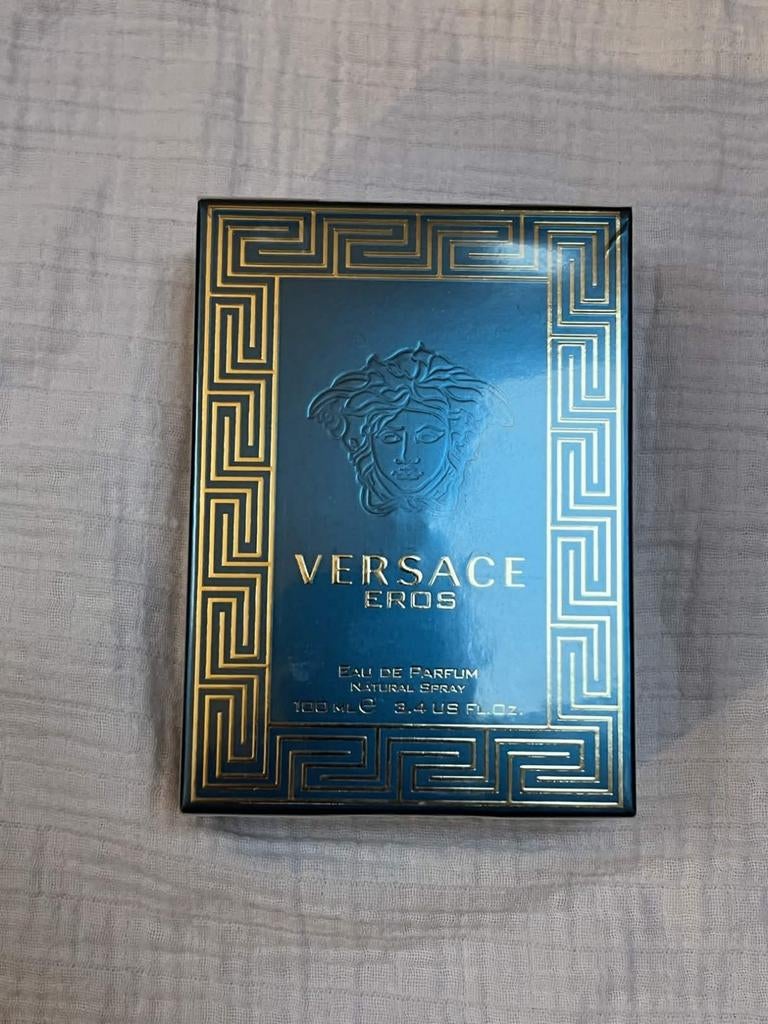 VERSACE
EROS
EAU DE PARFUM
NATURAL SPRAY
100 ML ℮ 3.4 US FL.OZ.